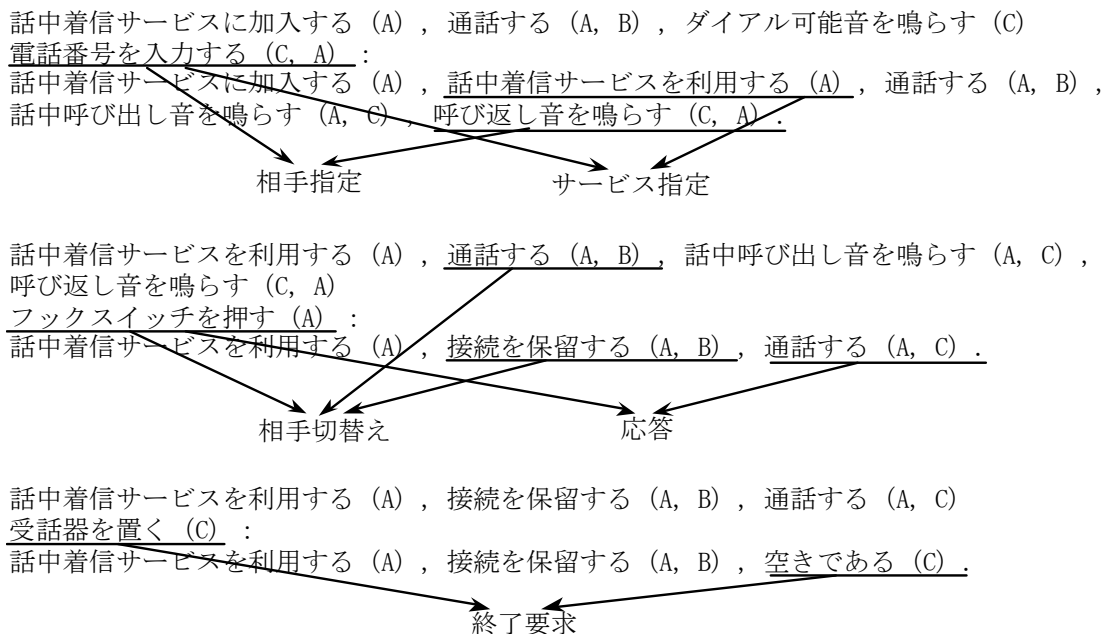 話中着信サービスに加入する (A) , 通話する (A, B) , ダイアル可能音を鳴らす (C)
電話番号を入力する (C, A) :
話中着信サービスに加入する (A) , 話中着信サービスを利用する (A) , 通話する (A, B) ,
話中呼び出し音を鳴らす (A, C) , 呼び返し音を鳴らす (C, A) .
相手指定 サービス指定
話中着信サービスを利用する (A) , 通話する (A, B) , 話中呼び出し音を鳴らす (A, C) ,
呼び返し音を鳴らす (C, A)
フックスイッチを押す (A) :
話中着信サービスを利用する (A) , 接続を保留する (A, B) , 通話する (A, C) .
相手切替え 応答
話中着信サービスを利用する (A) , 接続を保留する (A, B) , 通話する (A, C)
受話器を置く (C) :
話中着信サービスを利用する (A) , 接続を保留する (A, B) , 空きである (C) .
終了要求